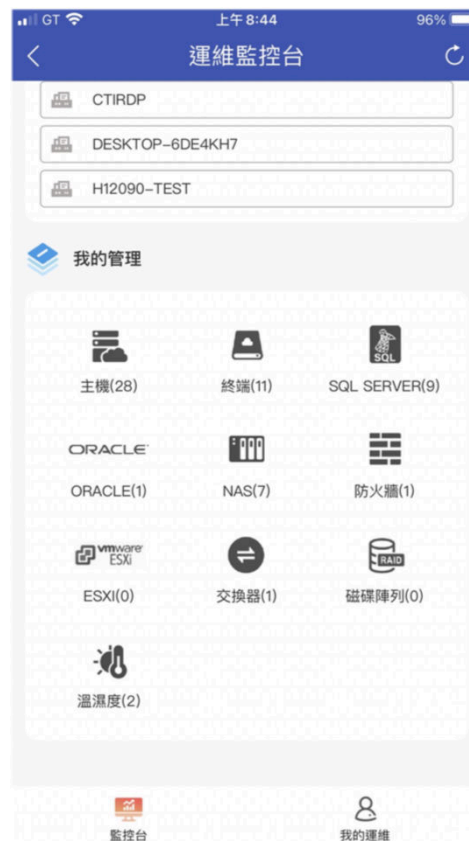 GT 上午8:44 96%
運維監控台
CTIRDP
DESKTOP-6DE4KH7
H12090-TEST
我的管理
SQL
主機(28) 終端(11) SQL SERVER(9)
ORACLE
ORACLE(1) NAS(7) 防火牆(1)
vmware
ESXi
RAID
ESXI(0) 交換器(1) 磁碟陣列(0)
溫濕度(2)
監控台 我的運維